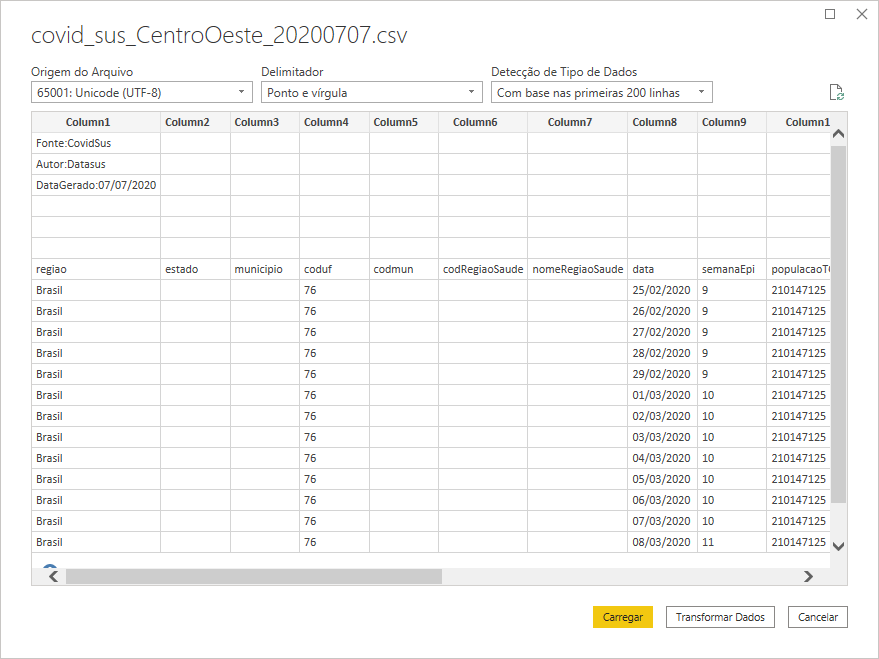 covid_sus_CentroOeste_20200707.csv
Origem do Arquivo Delimitador Detecção de Tipo de Dados
65001: Unicode (UTF-8) Ponto e vírgula Com base nas primeiras 200 linhas
Column1 Column2 Column3 Column4 Column5 Column6 Column7 Column8 Column9 Column1
Fonte:CovidSus
Autor:Datasus
DataGerado:07/07/2020
regiao estado municipio coduf codmun codRegiaoSaude nomeRegiaoSaude data semanaEpi
Brasil 76 25/02/2020 9 210147125
Brasil 76 26/02/2020 9 210147125
Brasil 76 27/02/2020 9 210147125
Brasil 76 28/02/2020 9 210147125
Brasil 76 29/02/2020 9 210147125
Brasil 76 01/03/2020 10 210147125
Brasil 76 02/03/2020 10 210147125
Brasil 76 03/03/2020 10 210147125
Brasil 76 04/03/2020 10 210147125
Brasil 76 05/03/2020 10 210147125
Brasil 76 06/03/2020 10 210147125
Brasil 76 07/03/2020 10 210147125
Brasil 76 08/03/2020 11 210147125
Carregar Transformar Dados Cancelar